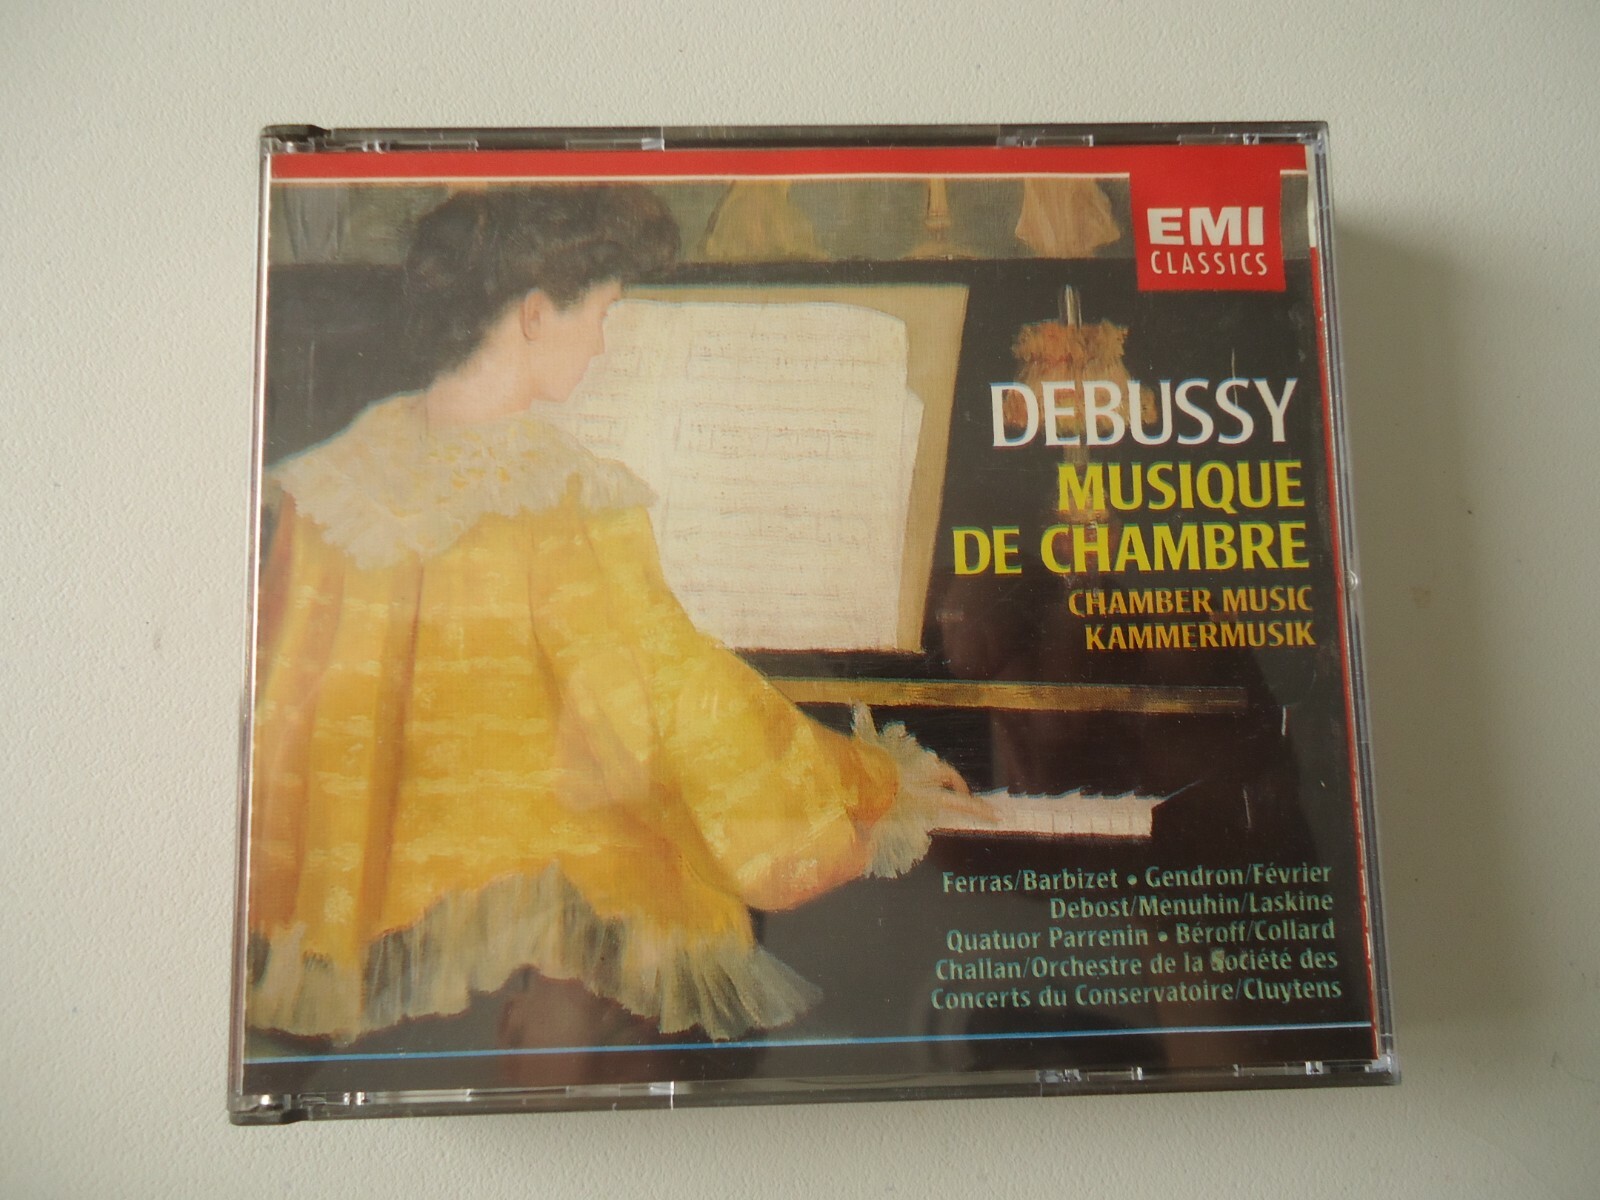 EMI
CLASSICS
DEBUSSY
MUSIQUE
DE CHAMBRE
CHAMBER MUSIC
KAMMERMUSIK
Ferras/Barbizet • Gendron/Février
Debost/Menuhin/Laskine
Quatuor Parrenin • Béroff/Collard
Challan/Orchestre de la Société des
Concerts du Conservatoire/Cluytens